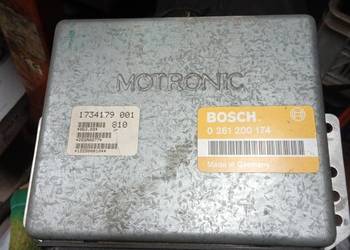 MOTRONIC
1734179 001
810
BOSCH
0 261 200 174
Made in Germany